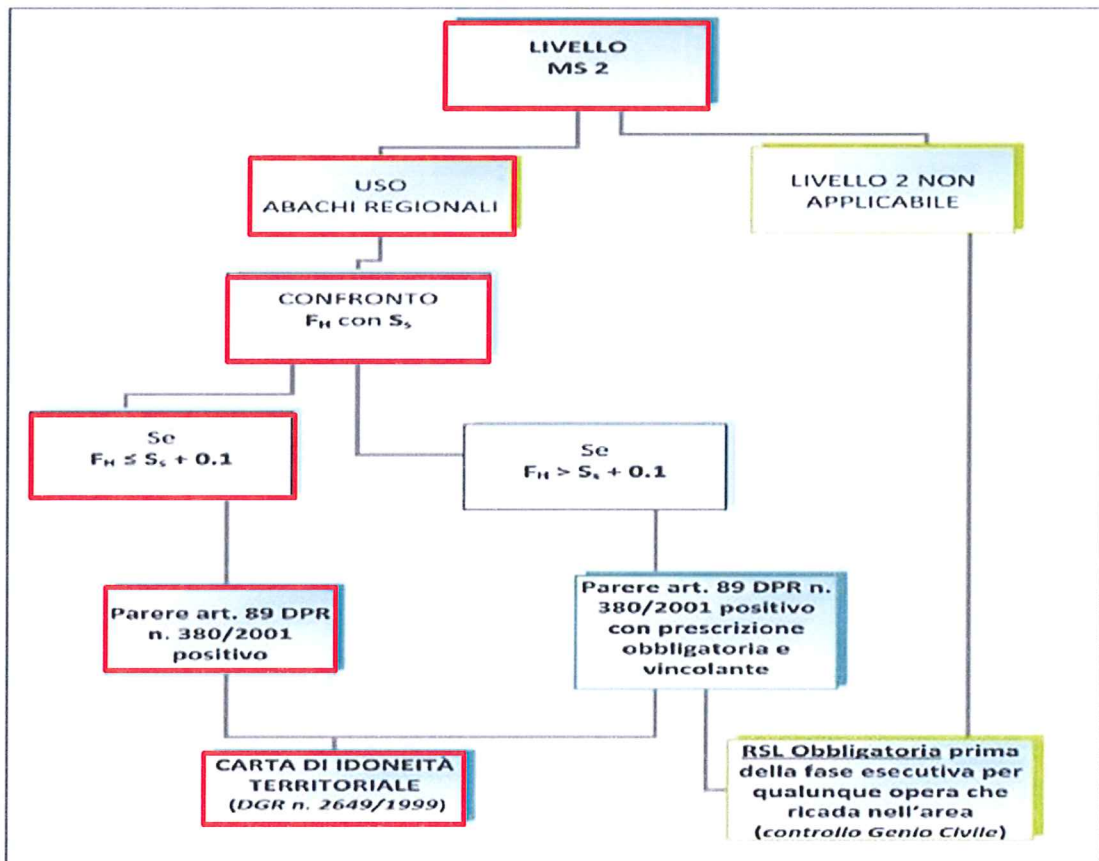 LIVELLO
MS 2
USO
ABACHI REGIONALI
LIVELLO 2 NON
APPLICABILE
CONFRONTO
FH con Ss
Se
FH ≤ Ss + 0.1
Se
FH > Ss + 0.1
Parere art. 89 DPR
n. 380/2001
positivo
Parere art. 89 DPR n.
380/2001 positivo
con prescrizione
obbligatoria e
vincolante
CARTA DI IDONEITÀ
TERRITORIALE
(DGR n. 2649/1999)
RSL Obbligatoria prima
della fase esecutiva per
qualunque opera che
ricada nell'area
(controllo Genio Civile)